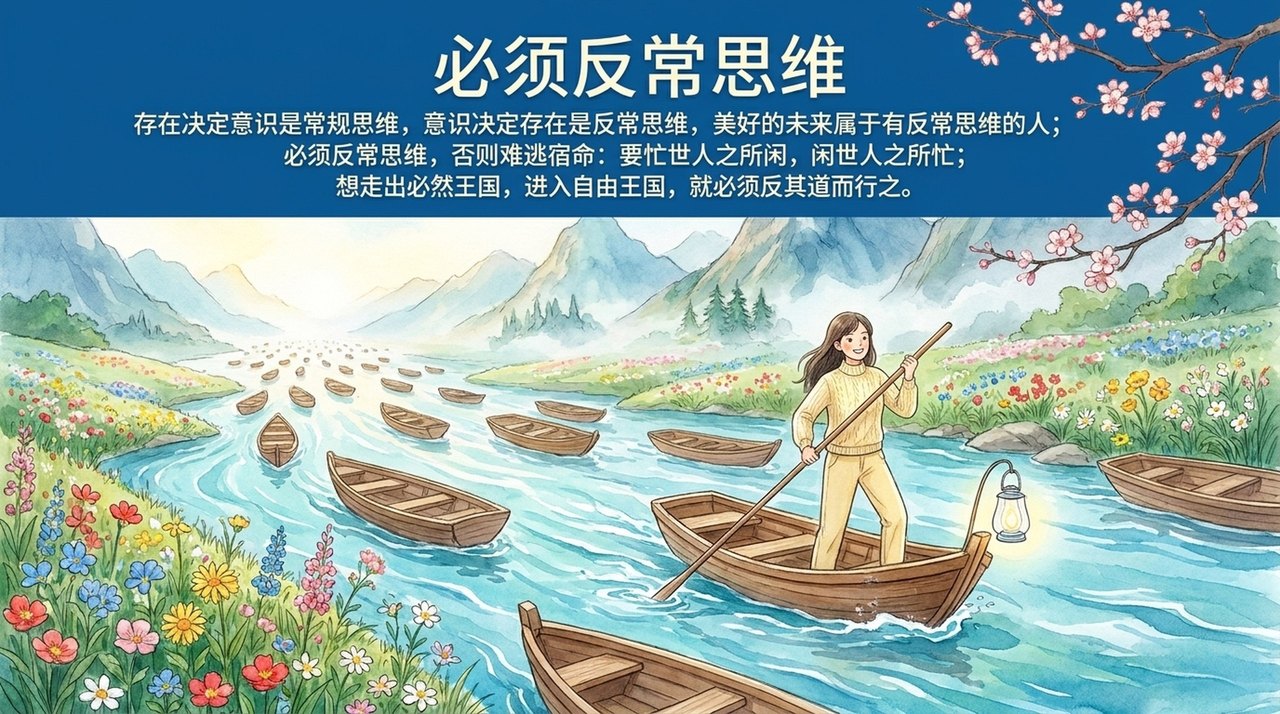 必须反常思维
存在决定意识是常规思维，意识决定存在是反常思维，美好的未来属于有反常思维的人；
必须反常思维，否则难逃宿命：要忙世人之所闲，闲世人之所忙；
想走出必然王国，进入自由王国，就必须反其道而行之。